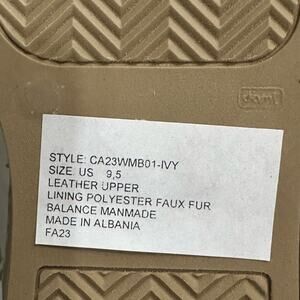 STYLE: CA23WMB01-IVY
SIZE: US 9,5
LEATHER UPPER
LINING POLYESTER FAUX FUR
BALANCE MANMADE
MADE IN ALBANIA
FA23